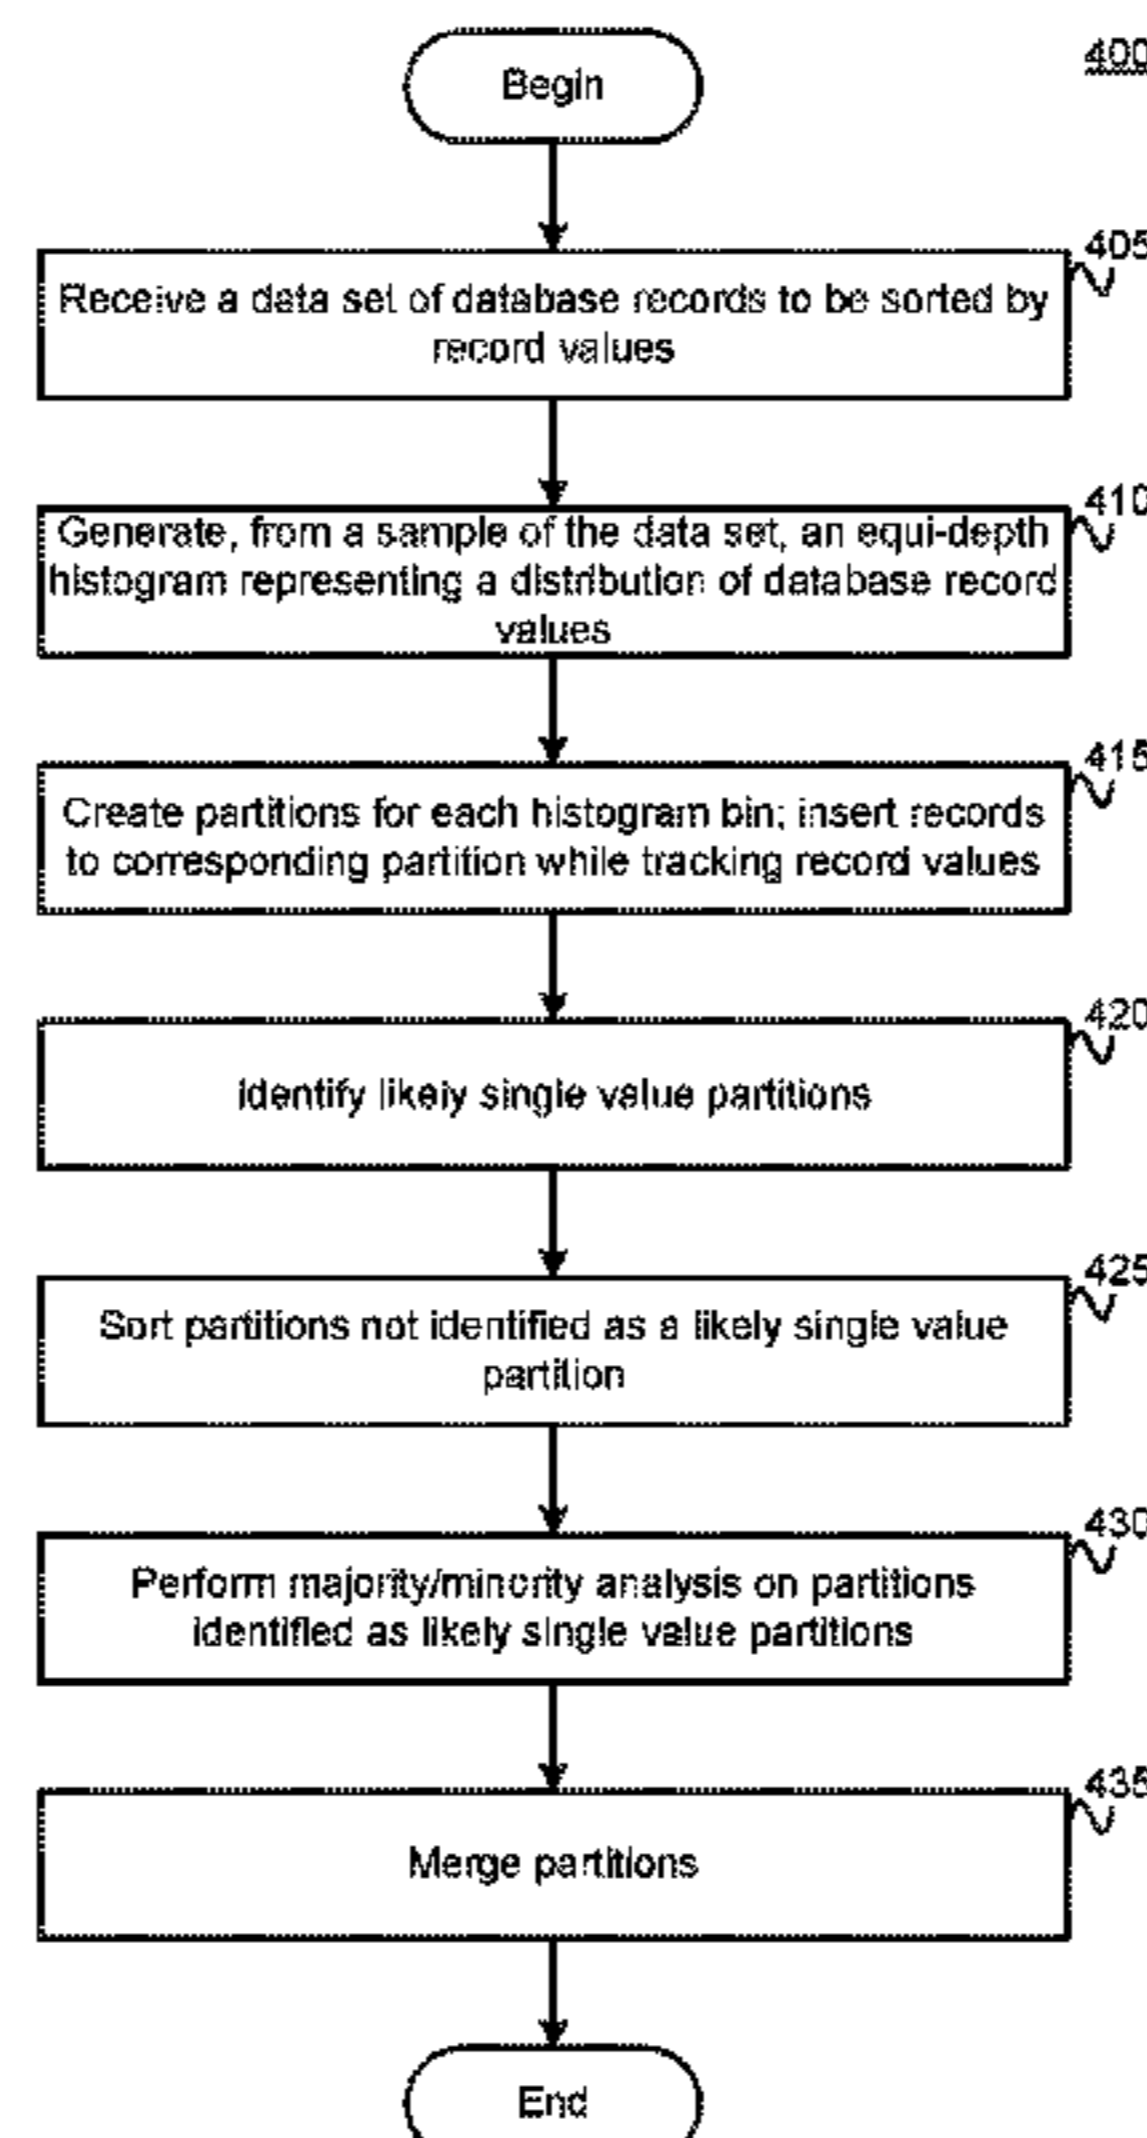 400
Begin
405
Receive a data set of database records to be sorted by
record values
410
Generate, from a sample of the data set, an equi-depth
histogram representing a distribution of database record
values
415
Create partitions for each histogram bin; insert records
to corresponding partition while tracking record values
420
Identify likely single value partitions
425
Sort partitions not identified as a likely single value
partition
430
Perform majority/minority analysis on partitions
identified as likely single value partitions
435
Merge partitions
End